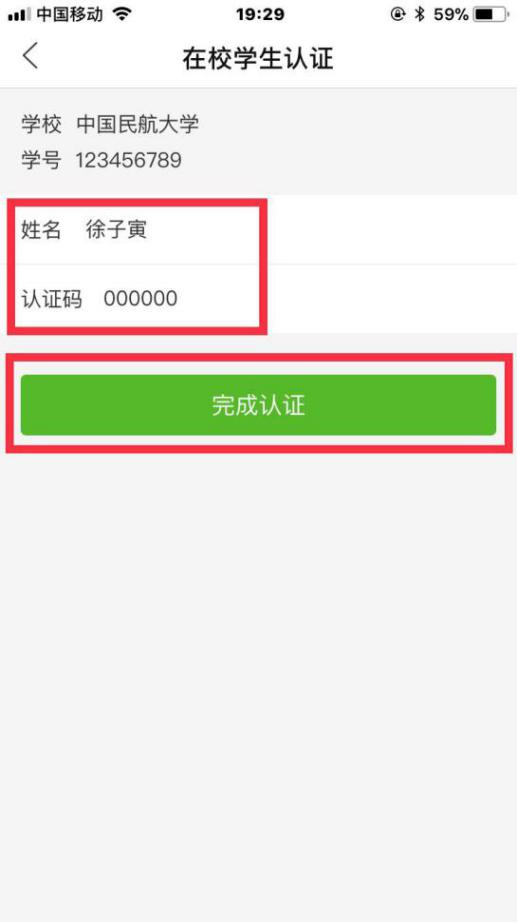 中国移动 19:29 59%
在校学生认证
学校 中国民航大学
学号 123456789
姓名 徐子寅
认证码 000000
完成认证